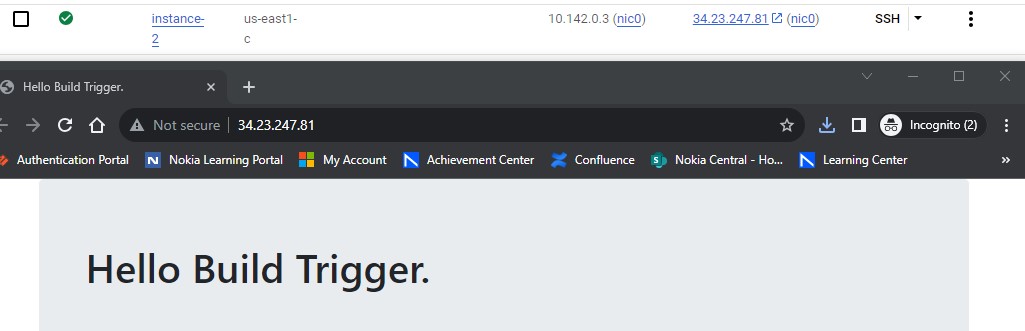 instance- us-east1- 10.142.0.3 (nic0) 34.23.247.81 (nic0) SSH
2 c
Hello Build Trigger.
Not secure 34.23.247.81 Incognito (2)
Authentication Portal N Nokia Learning Portal My Account Achievement Center Confluence S Nokia Central - Ho... Learning Center »
Hello Build Trigger.